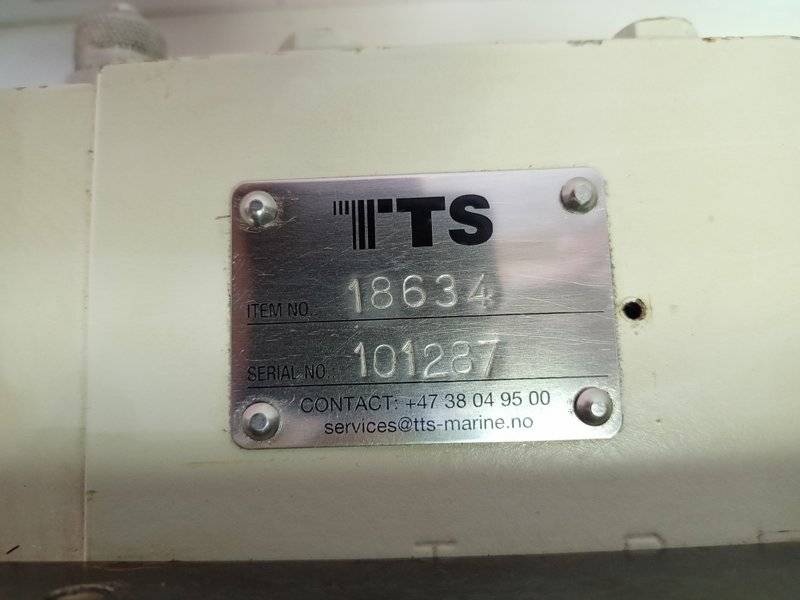 TTS
ITEM NO. 18634
SERIAL NO. 101287
CONTACT: +47 38 04 95 00
services@tts-marine.no